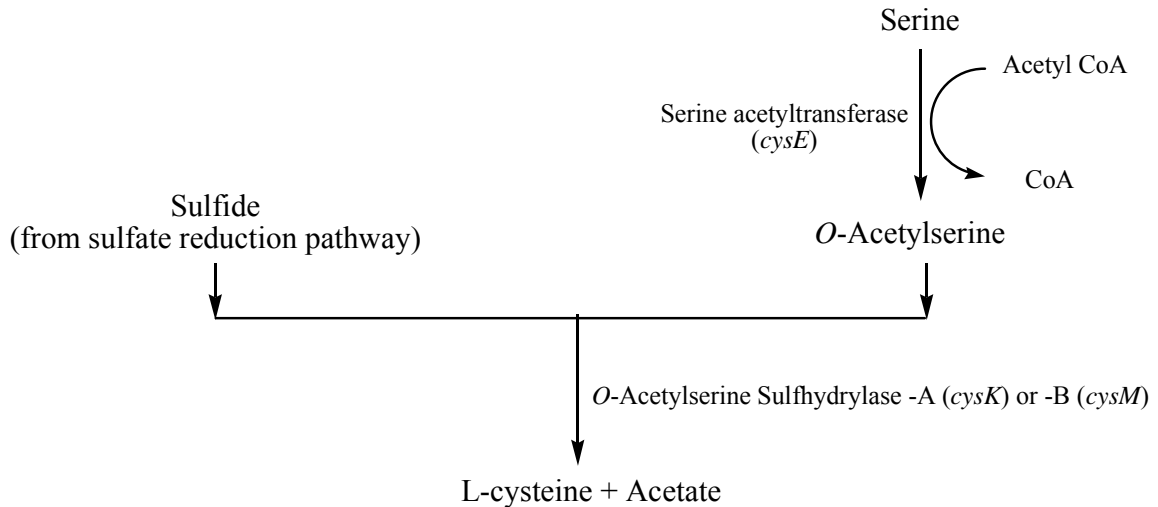 Serine
Acetyl CoA
Serine acetyltransferase
(cysE)
CoA
Sulfide
(from sulfate reduction pathway)
O-Acetylserine
O-Acetylserine Sulfhydrylase -A (cysK) or -B (cysM)
L-cysteine + Acetate